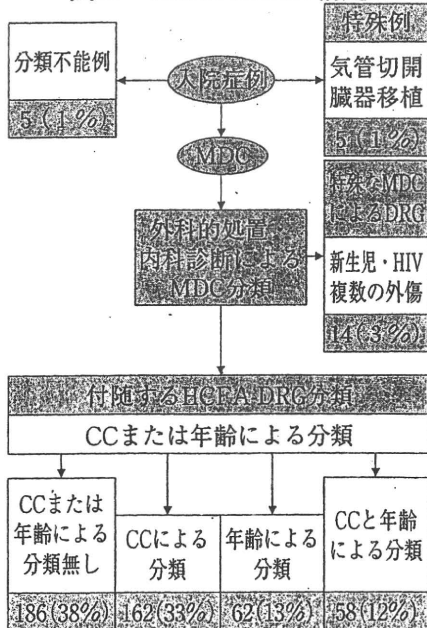 分類不能例
5(1%)
入院症例
特殊例
気管切開
臓器移植
5(1%)
MDC
特殊なMDC
によるDRG
新生児・HIV
複数の外傷
14(3%)
外科的処置・
内科診断による
MDC分類
付随するHCFA DRG分類
CCまたは年齢による分類
CCまたは
年齢による
分類無し
186(38%)
CCによる
分類
162(33%)
年齢による
分類
62(13%)
CCと年齢
による分類
58(12%)